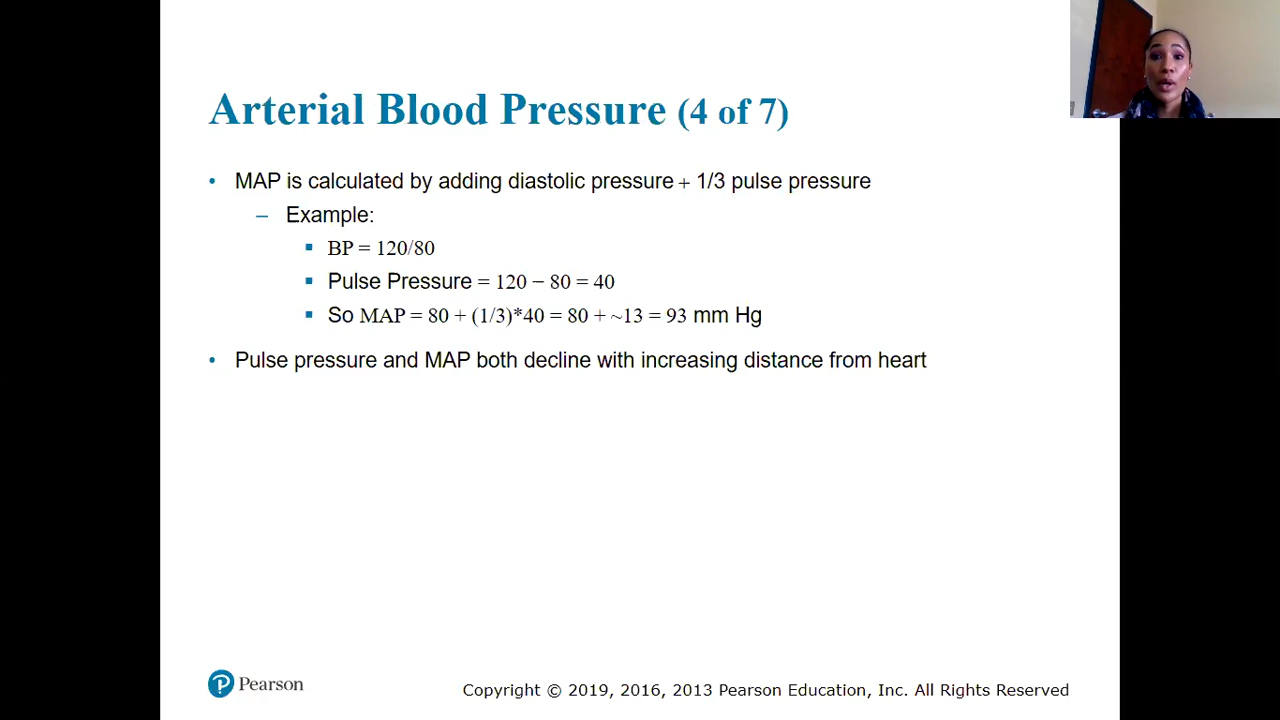 Arterial Blood Pressure (4 of 7)
• MAP is calculated by adding diastolic pressure + 1/3 pulse pressure
– Example:
▪ BP = 120/80
▪ Pulse Pressure = 120 − 80 = 40
▪ So MAP = 80 + (1/3)*40 = 80 + ~13 = 93 mm Hg
• Pulse pressure and MAP both decline with increasing distance from heart
Pearson
Copyright © 2019, 2016, 2013 Pearson Education, Inc. All Rights Reserved